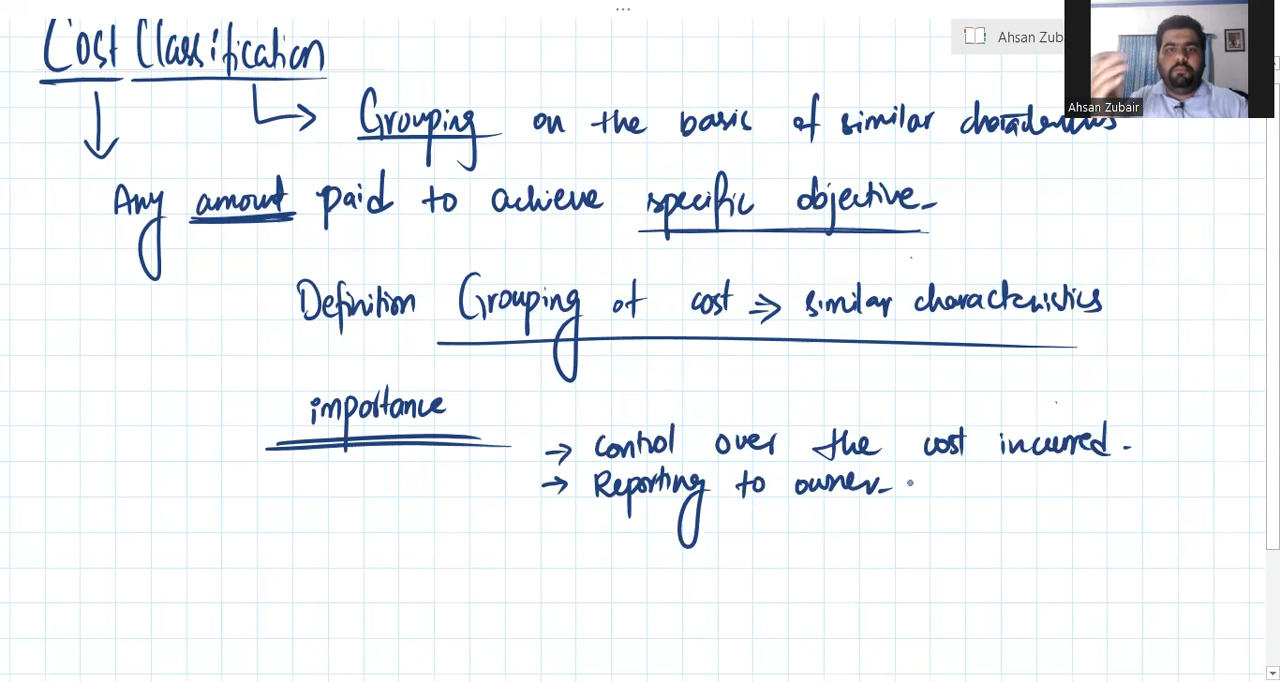 Cost Classification
Ahsan Zub
Ahsan Zubair
Grouping on the basic of similar
Any amount paid to achieve specific objective
Definition Grouping of cost ⇒ similar characteristics
importance
→ Control over the cost incurred.
→ Reporting to owner